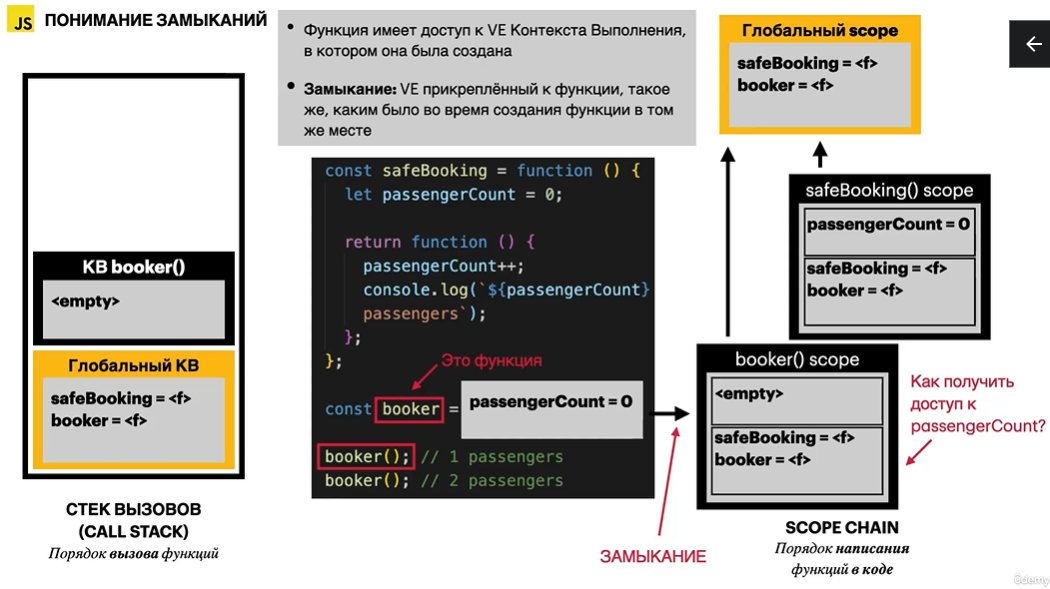 JS ПОНИМАНИЕ ЗАМЫКАНИЙ
• Функция имеет доступ к VE Контекста Выполнения,
в котором она была создана
• Замыкание: VE прикреплённый к функции, такое
же, каким было во время создания функции в том
же месте
КВ booker()
<empty>
Глобальный КВ
safeBooking = <f>
booker = <f>
СТЕК ВЫЗОВОВ
(CALL STACK)
Порядок вызова функций
const safeBooking = function () {
let passengerCount = 0;
return function () {
passengerCount++;
console.log(`${passengerCount}
passengers`);
};
};
Это функция
const booker =
passengerCount = 0
booker(); // 1 passengers
booker(); // 2 passengers
ЗАМЫКАНИЕ
Глобальный scope
safeBooking = <f>
booker = <f>
safeBooking() scope
passengerCount = 0
safeBooking = <f>
booker = <f>
booker() scope
<empty>
safeBooking = <f>
booker = <f>
Как получить
доступ к
passengerCount?
SCOPE CHAIN
Порядок написания
функций в коде
ûdemy